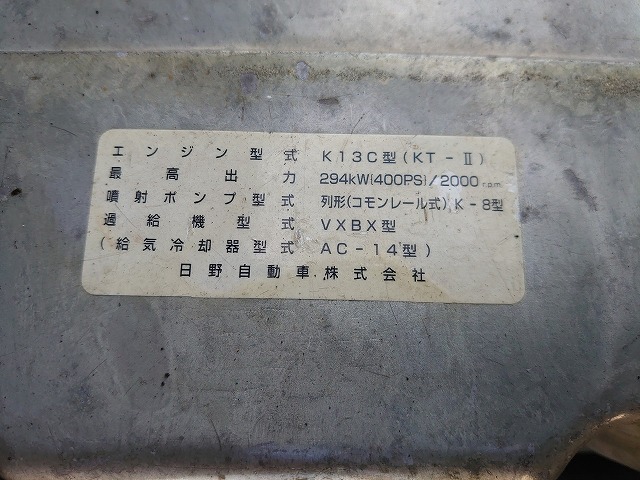 エンジン型式 K13C型(KT-Ⅱ)
最高出力 294kW(400PS)/2000r.p.m
噴射ポンプ型式 列形(コモンレール式)K-8型
過給機型式 VXBX型
(給気冷却器型式 AC-14型)
日野自動車株式会社